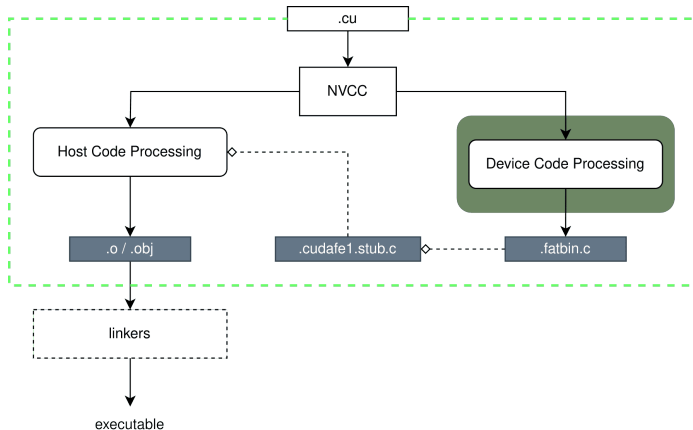 .cu
NVCC
Host Code Processing
Device Code Processing
.o / .obj
.cudafe1.stub.c
.fatbin.c
linkers
executable